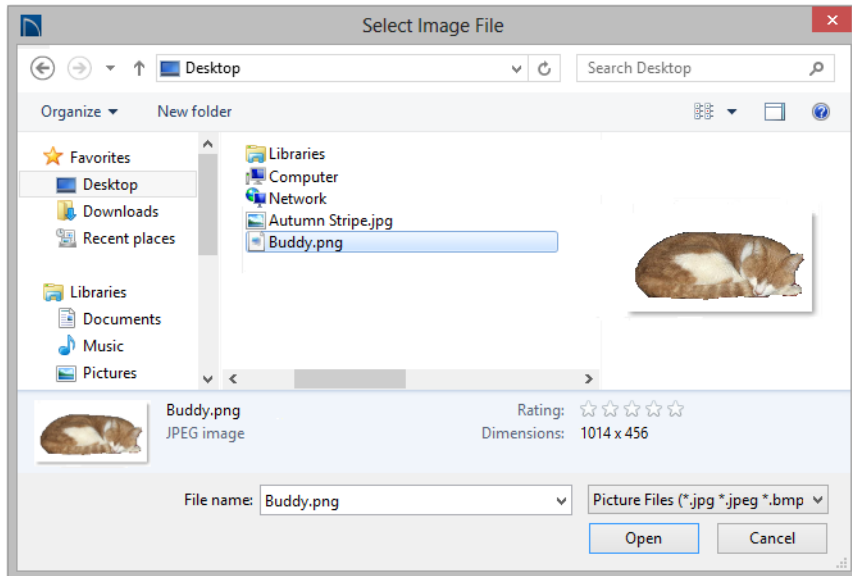 Select Image File
Desktop
Search Desktop
Organize
New folder
Favorites
Desktop
Downloads
Recent places
Libraries
Documents
Music
Pictures
Libraries
Computer
Network
Autumn Stripe.jpg
Buddy.png
Buddy.png
JPEG image
Rating:
Dimensions: 1014 x 456
File name: Buddy.png
Picture Files (*.jpg *.jpeg *.bmp
Open
Cancel